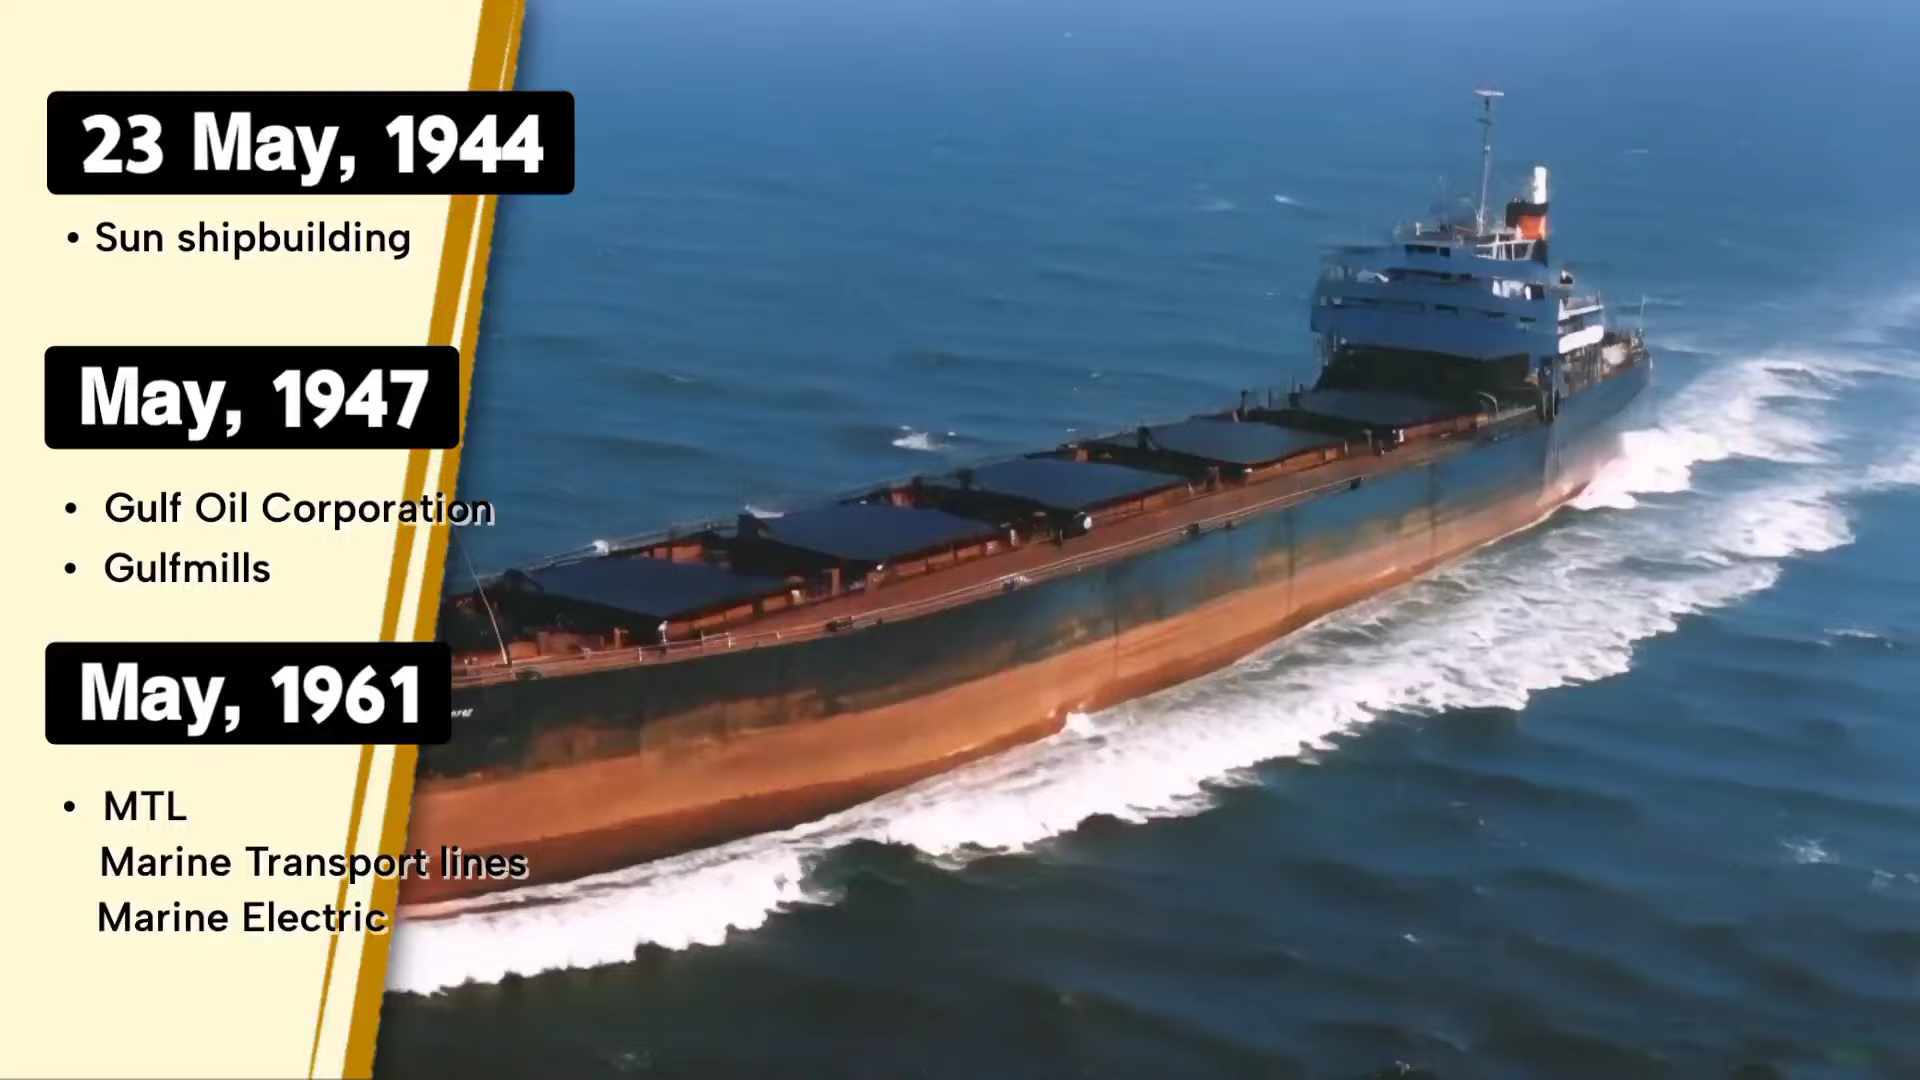 23 May, 1944
• Sun shipbuilding
May, 1947
• Gulf Oil Corporation
• Gulfmills
May, 1961
• MTL
Marine Transport lines
Marine Electric